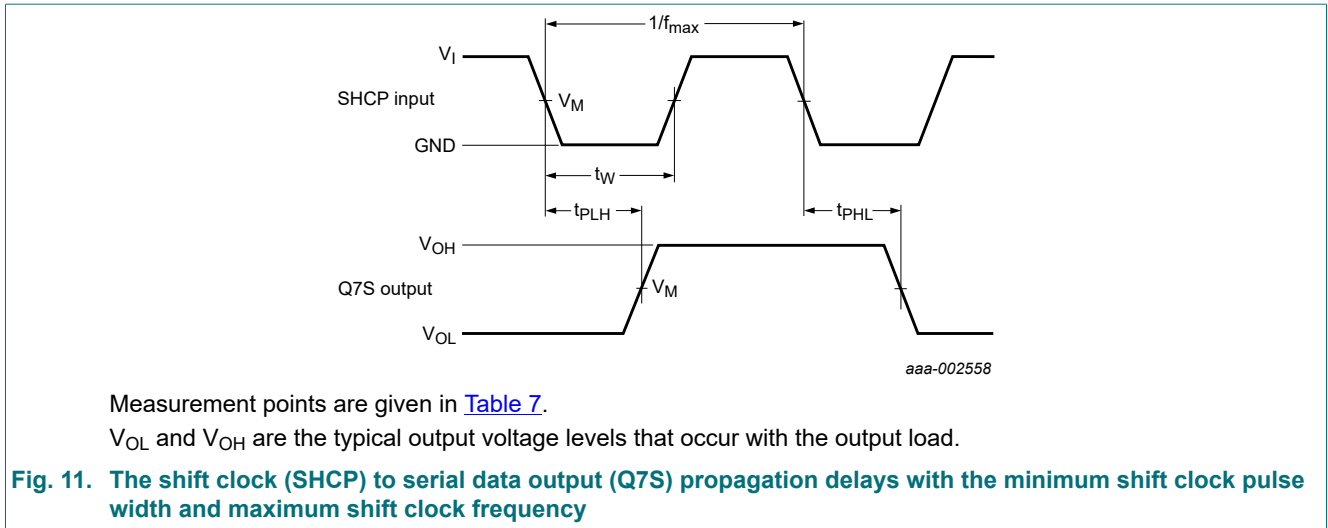 1/fmax
VI
SHCP input
VM
GND
tW
tPLH
tPHL
VOH
Q7S output
VM
VOL
aaa-002558
Measurement points are given in Table 7.
VOL and VOH are the typical output voltage levels that occur with the output load.
Fig. 11. The shift clock (SHCP) to serial data output (Q7S) propagation delays with the minimum shift clock pulse
width and maximum shift clock frequency